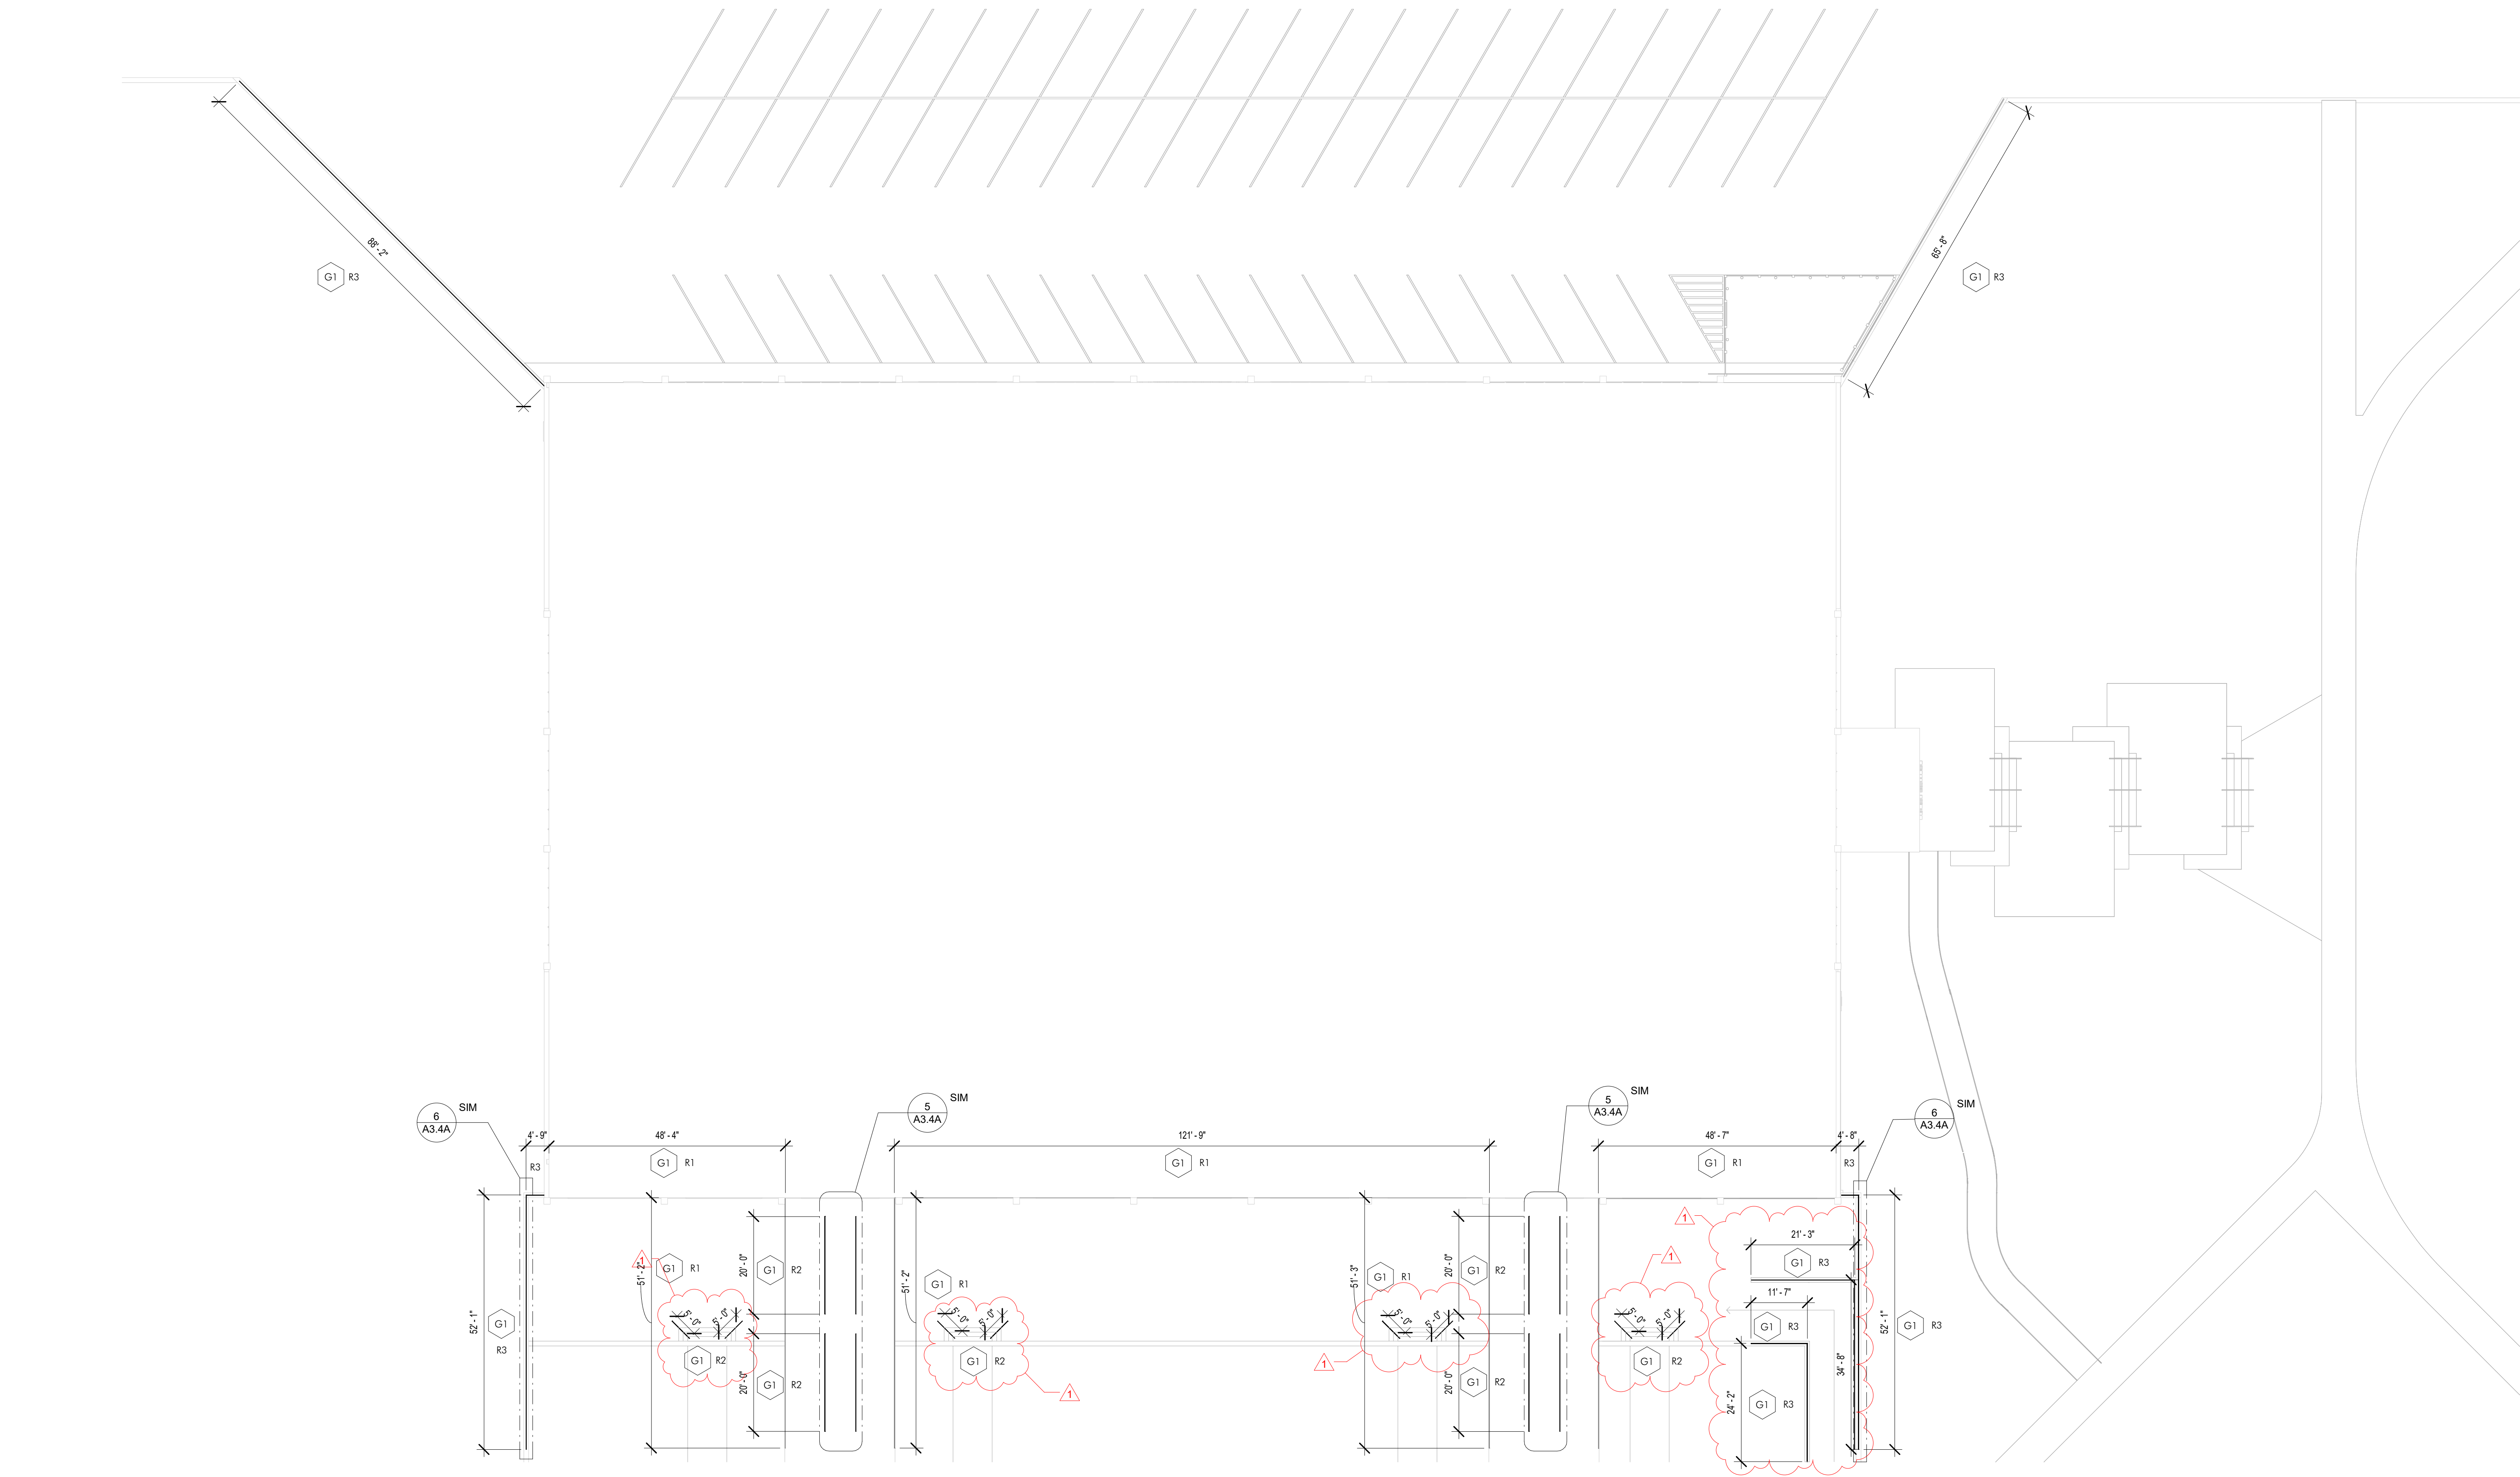 88' - 2"
G1 R3
65' - 8"
G1 R3
6
A3.4A
SIM
5
A3.4A
SIM
5
A3.4A
SIM
6
A3.4A
SIM
4' - 9"
48' - 4"
121' - 9"
48' - 7"
4' - 8"
R3
G1 R1
G1 R1
G1 R1
R3
52' - 1"
G1
R3
51' - 2"
1
G1 R1
20' - 0"
G1 R2
5' - 0"
5' - 0"
G1 R2
20' - 0"
G1 R2
51' - 2"
G1 R1
5' - 0"
5' - 0"
G1 R2
1
51' - 3"
G1 R1
5' - 0"
5' - 0"
1
20' - 0"
G1 R2
20' - 0"
G1 R2
1
5' - 0"
5' - 0"
G1 R2
1
21' - 3"
G1 R3
11' - 7"
G1 R3
34' - 8"
24' - 2"
G1 R3
52' - 1"
G1 R3